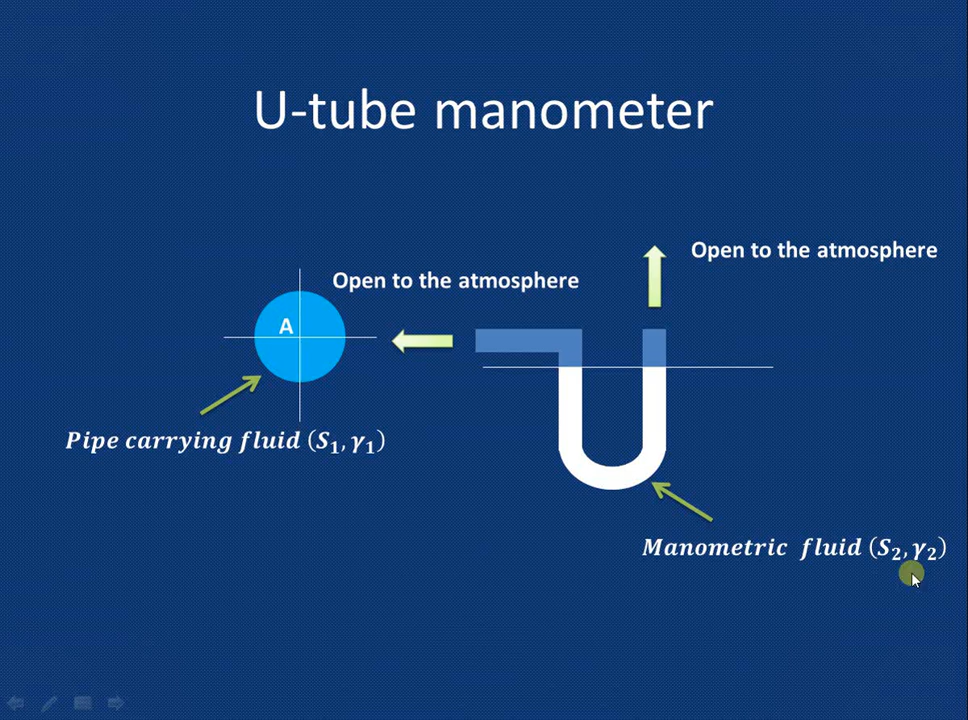 U-tube manometer
Open to the atmosphere
Open to the atmosphere
A
Pipe carrying fluid (S₁, γ₁)
Manometric fluid (S₂, γ₂)